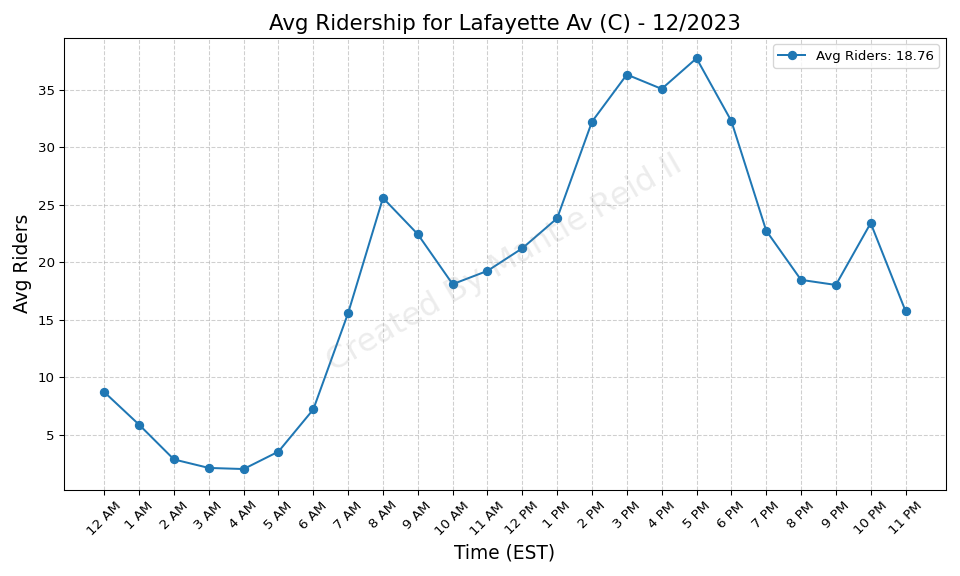 Avg Ridership for Lafayette Av (C) - 12/2023
Avg Riders: 18.76
Avg Riders
35
30
25
20
15
10
5
Created By Mantie Reid II
12 AM
1 AM
2 AM
3 AM
4 AM
5 AM
6 AM
7 AM
8 AM
9 AM
10 AM
11 AM
12 PM
1 PM
2 PM
3 PM
4 PM
5 PM
6 PM
7 PM
8 PM
9 PM
10 PM
11 PM
Time (EST)